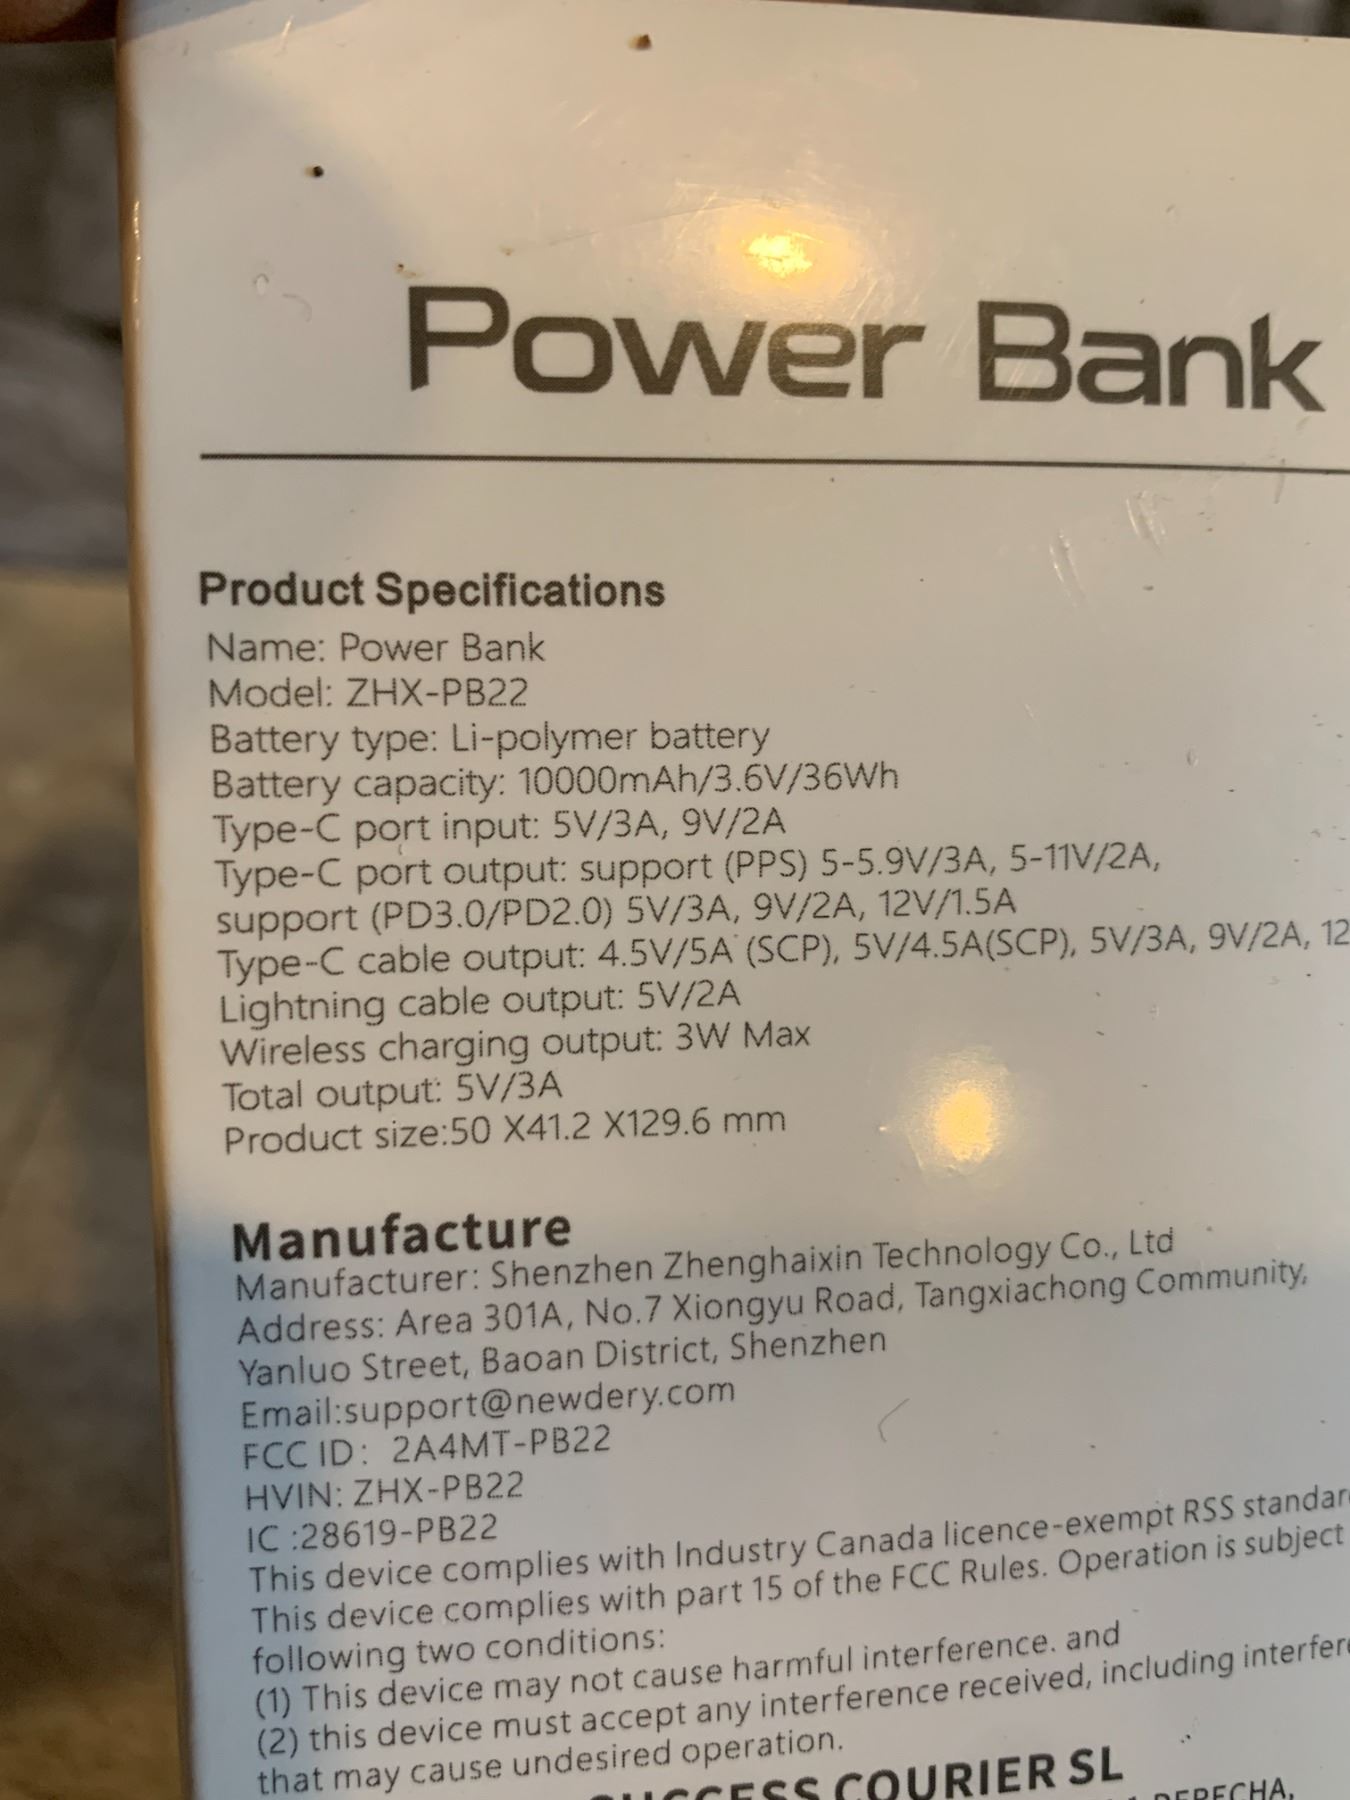 Power Bank
Product Specifications
Name: Power Bank
Model: ZHX-PB22
Battery type: Li-polymer battery
Battery capacity: 10000mAh/3.6V/36Wh
Type-C port input: 5V/3A, 9V/2A
Type-C port output: support (PPS) 5-5.9V/3A, 5-11V/2A,
support (PD3.0/PD2.0) 5V/3A, 9V/2A, 12V/1.5A
Type-C cable output: 4.5V/5A (SCP), 5V/4.5A(SCP), 5V/3A, 9V/2A, 12
Lightning cable output: 5V/2A
Wireless charging output: 3W Max
Total output: 5V/3A
Product size:50 X41.2 X129.6 mm
Manufacture
Manufacturer: Shenzhen Zhenghaixin Technology Co., Ltd
Address: Area 301A, No.7 Xiongyu Road, Tangxiachong Community,
Yanluo Street, Baoan District, Shenzhen
Email:support@newdery.com
FCC ID: 2A4MT-PB22
HVIN: ZHX-PB22
IC :28619-PB22
This device complies with Industry Canada licence-exempt RSS standar
This device complies with part 15 of the FCC Rules. Operation is subject
following two conditions:
(1) This device may not cause harmful interference. and
(2) this device must accept any interference received, including interfer
that may cause undesired operation.
SUCCESS COURIER SL
DERECHA,